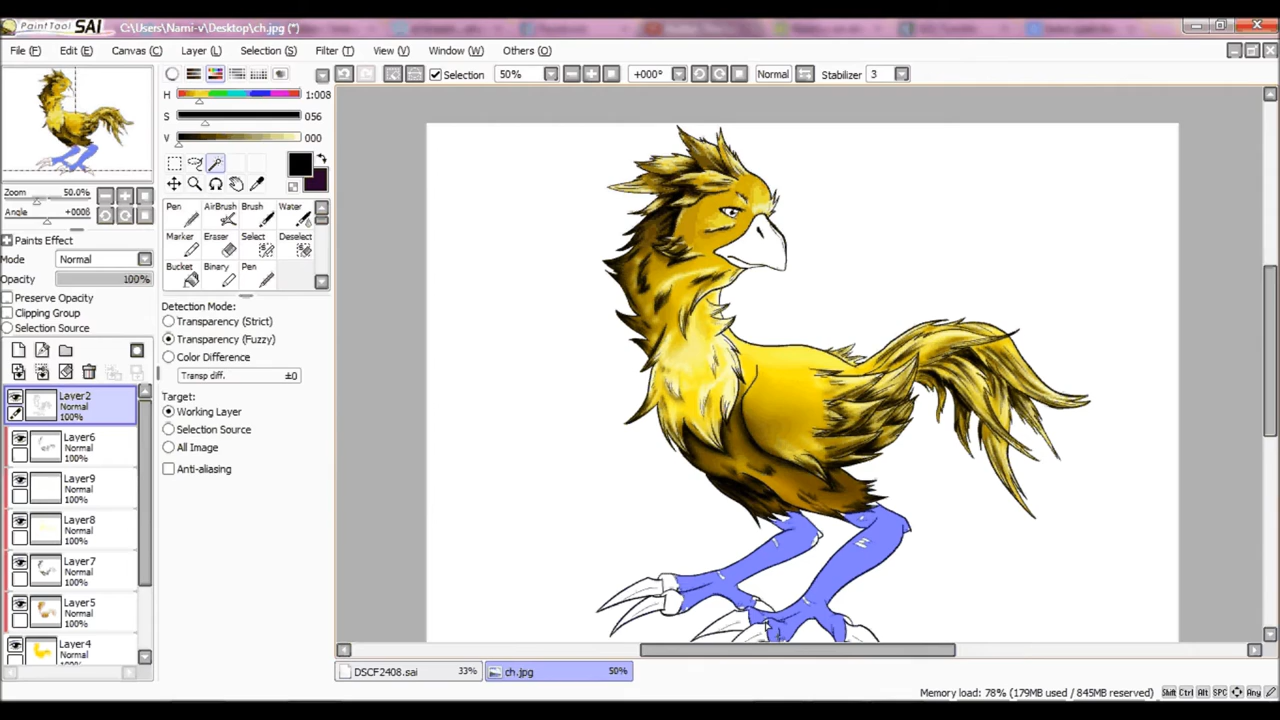 PaintTool SAI C:\Users\Nami-v\Desktop\ch.jpg (*)
File (F) Edit (E) Canvas (C) Layer (L) Selection (S) Filter (T) View (V) Window (W) Others (O)
Selection 50% +000° Normal Stabilizer 3
H 1:008
S 056
V 000
Zoom 50.0%
Angle +000θ
Paints Effect
Mode Normal
Opacity 100%
Preserve Opacity
Clipping Group
Selection Source
Pen AirBrush Brush Water
Marker Eraser Select Deselect
Bucket Binary Pen
Detection Mode:
Transparency (Strict)
Transparency (Fuzzy)
Color Difference
Transp diff. ±0
Target:
Working Layer
Selection Source
All Image
Anti-aliasing
Layer2
Normal
100%
Layer6
Normal
100%
Layer9
Normal
100%
Layer8
Normal
100%
Layer7
Normal
100%
Layer5
Normal
100%
Layer4
Normal
100%
DSCF2408.sai 33% ch.jpg 50%
Memory load: 78% (179MB used / 845MB reserved) Shift Ctrl Alt SPC Any